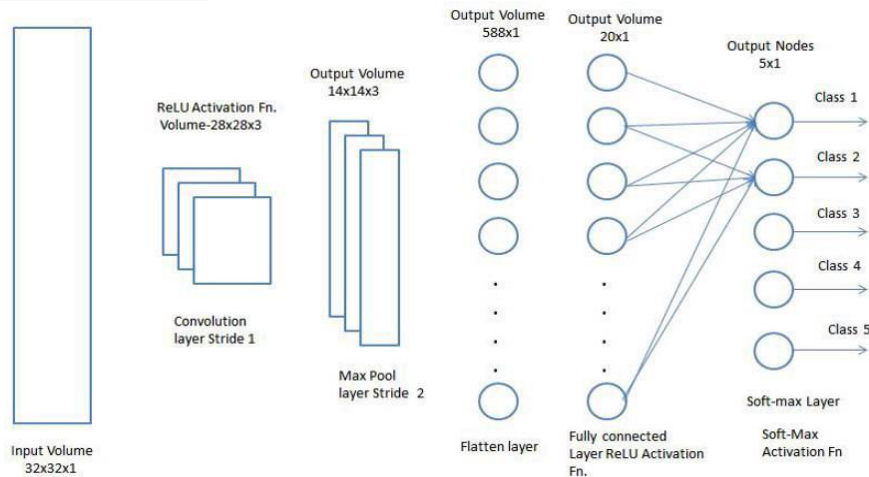 Input Volume
32x32x1
ReLU Activation Fn.
Volume-28x28x3
Convolution
layer Stride 1
Output Volume
14x14x3
Max Pool
layer Stride 2
Output Volume
588x1
Flatten layer
Output Volume
20x1
Fully connected
Layer ReLU Activation
Fn.
Output Nodes
5x1
Class 1
Class 2
Class 3
Class 4
Class 5
Soft-max Layer
Soft-Max
Activation Fn